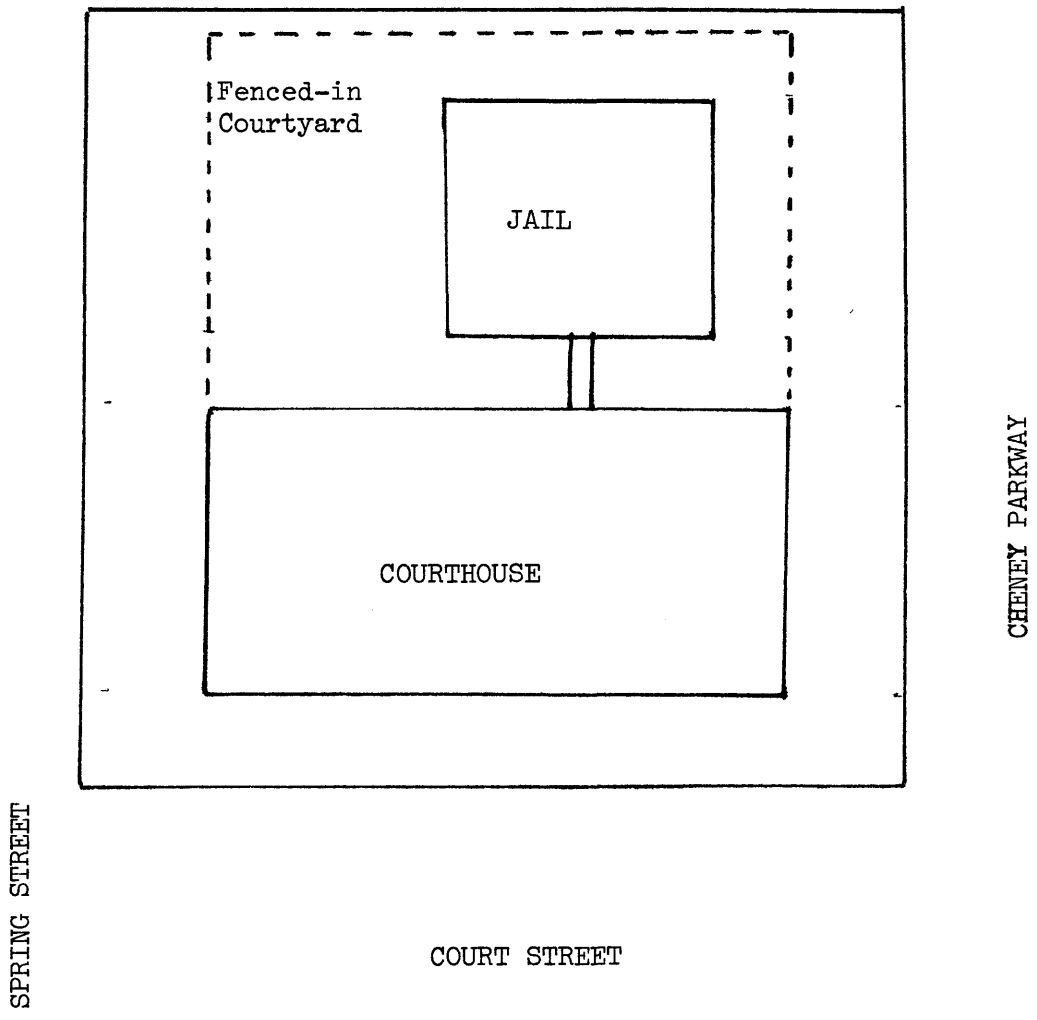 Fenced-in
Courtyard
JAIL
COURTHOUSE
CHENEY PARKWAY
SPRING STREET
COURT STREET